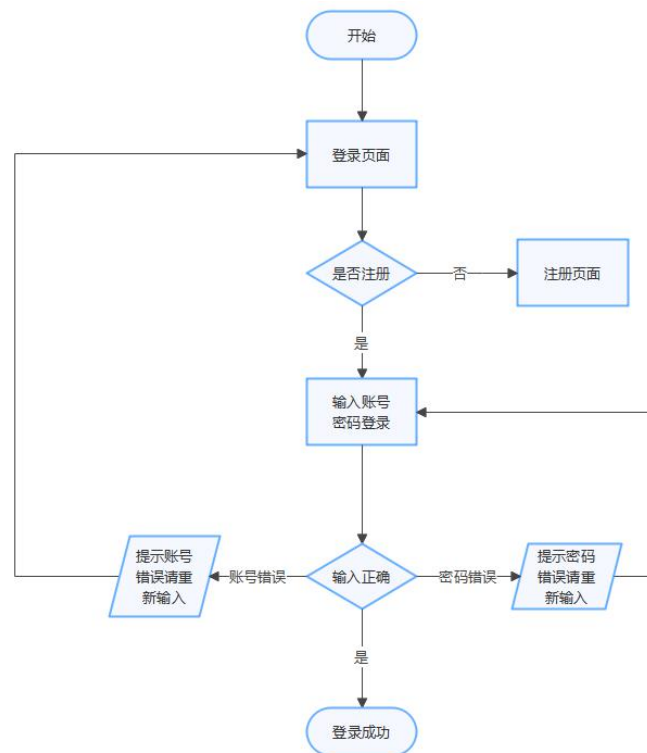 开始
登录页面
是否注册
否
注册页面
是
输入账号
密码登录
提示账号
错误请重
新输入
账号错误
输入正确
密码错误
提示密码
错误请重
新输入
是
登录成功